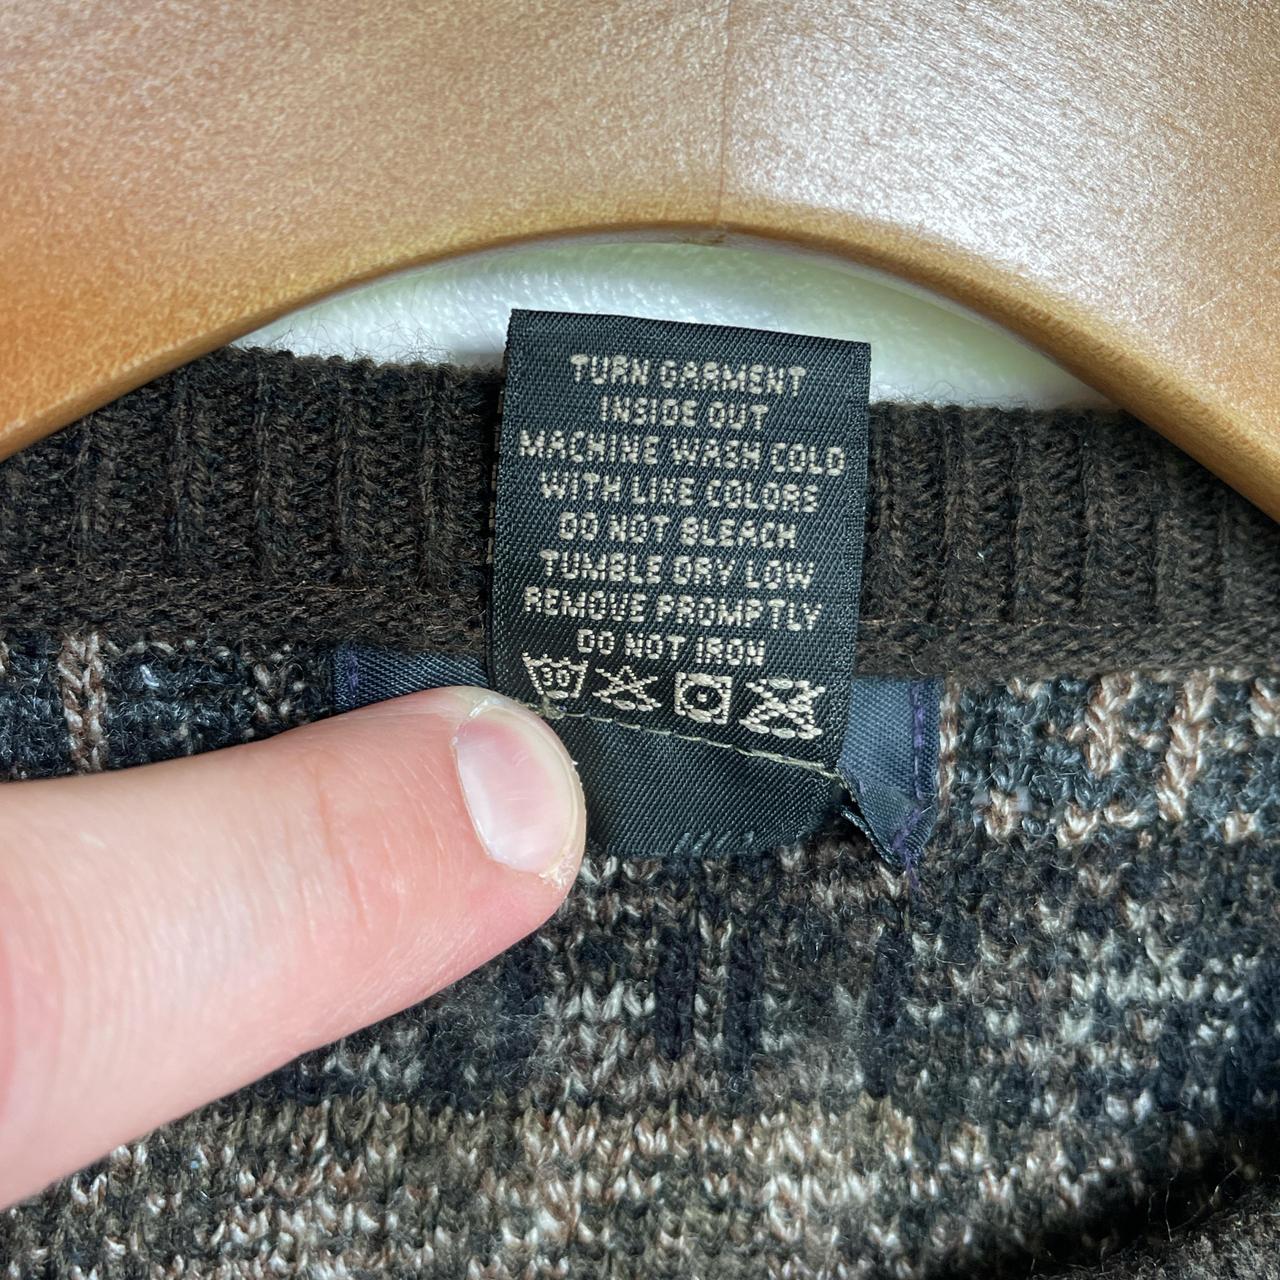 TURN GARMENT
INSIDE OUT
MACHINE WASH COLD
WITH LIKE COLORS
DO NOT BLEACH
TUMBLE DRY LOW
REMOVE PROMPTLY
DO NOT IRON
30